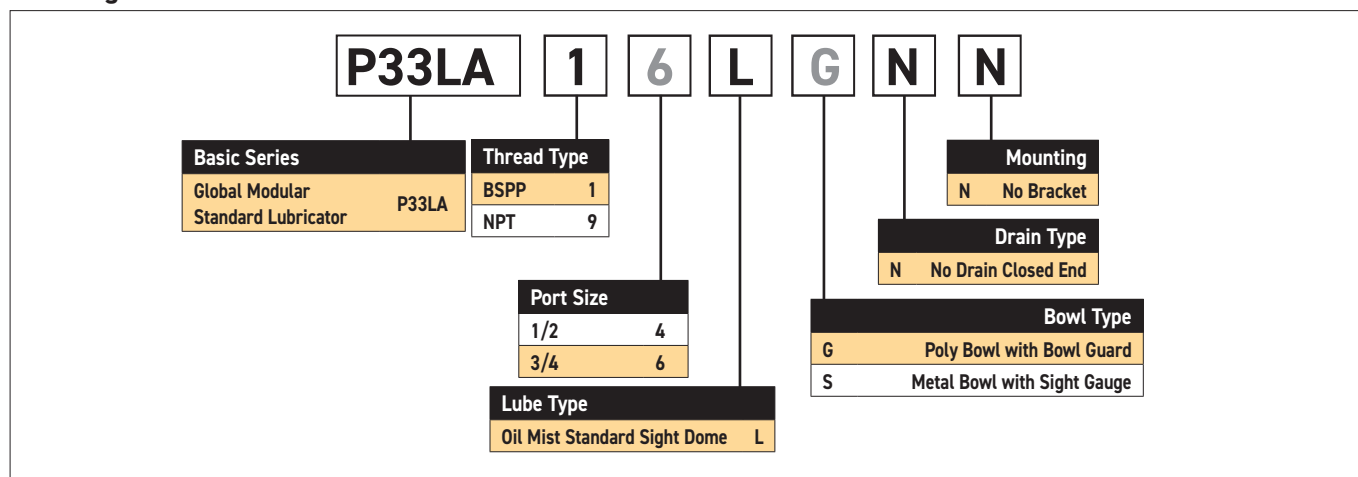 P33LA 1 6 L G N N
Basic Series
Global Modular
Standard Lubricator P33LA
Thread Type
BSPP 1
NPT 9
Mounting
N No Bracket
Drain Type
N No Drain Closed End
Port Size
1/2 4
3/4 6
Bowl Type
G Poly Bowl with Bowl Guard
S Metal Bowl with Sight Gauge
Lube Type
Oil Mist Standard Sight Dome L